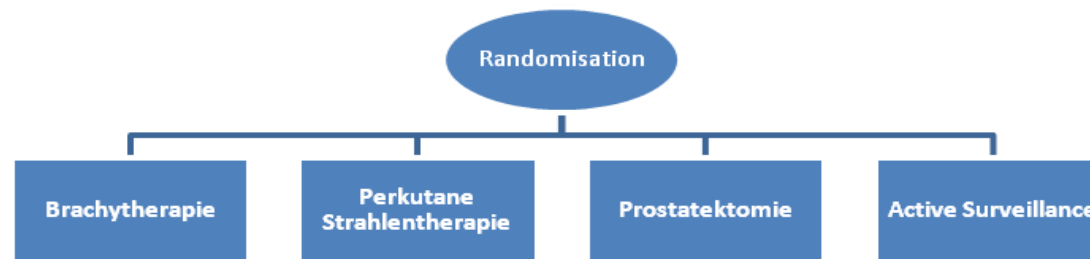 Randomisation
Brachytherapie
Perkutane
Strahlentherapie
Prostatektomie
Active Surveillance